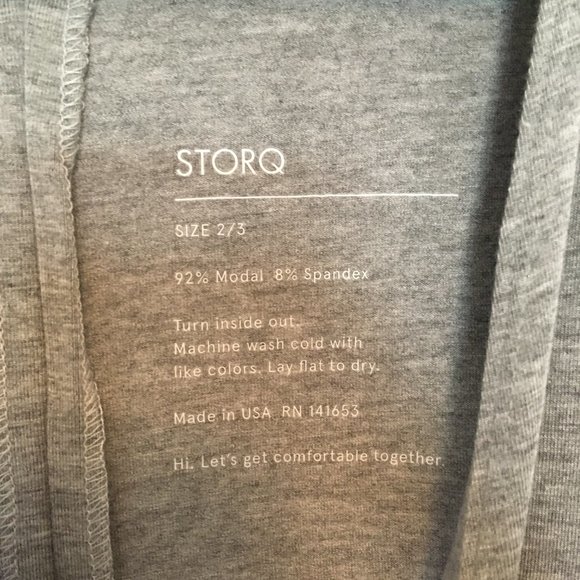 STORQ
SIZE 2/3
92% Modal 8% Spandex
Turn inside out.
Machine wash cold with
like colors. Lay flat to dry.
Made in USA RN 141653
Hi. Let's get comfortable together